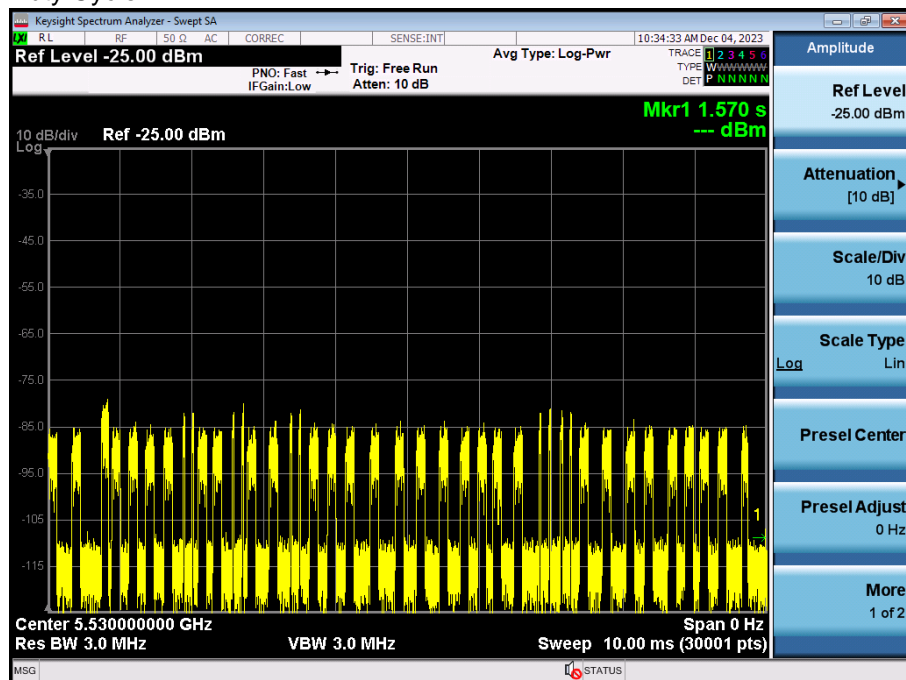 Keysight Spectrum Analyzer - Swept SA
LXI RL RF 50 Ω AC CORREC SENSE:INT 10:34:33 AM Dec 04, 2023
Ref Level -25.00 dBm
PNO: Fast
IFGain:Low
Trig: Free Run
Atten: 10 dB
Avg Type: Log-Pwr
TRACE 1 2 3 4 5 6
TYPE WWWWWW
DET P N N N N N
Mkr1 1.570 s
--- dBm
10 dB/div Ref -25.00 dBm
Log
-35.0
-45.0
-55.0
-65.0
-75.0
-85.0
-95.0
-105
-115
1
Center 5.530000000 GHz Span 0 Hz
Res BW 3.0 MHz VBW 3.0 MHz Sweep 10.00 ms (30001 pts)
MSG STATUS
Amplitude
Ref Level
-25.00 dBm
Attenuation
[10 dB]
Scale/Div
10 dB
Scale Type
Log Lin
Presel Center
Presel Adjust
0 Hz
More
1 of 2